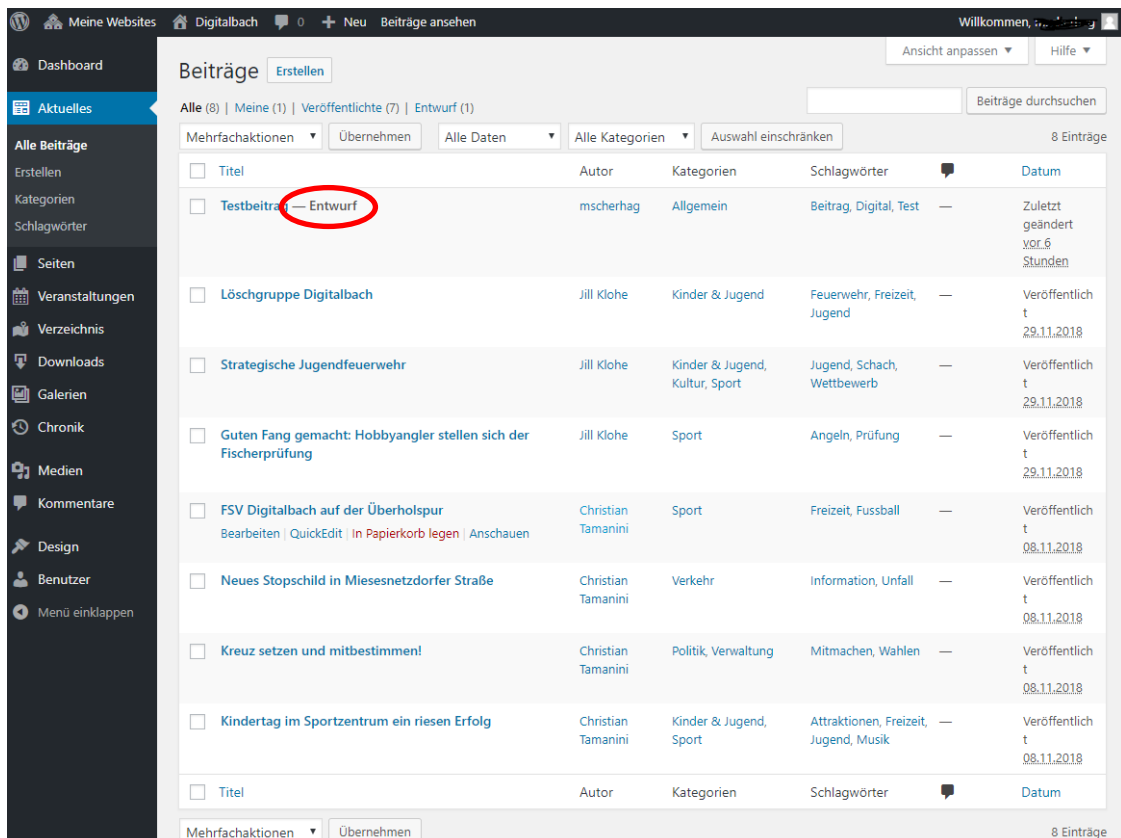 Meine Websites Digitalbach 0 Neu Beiträge ansehen Willkommen,
Dashboard
Aktuelles
Alle Beiträge
Erstellen
Kategorien
Schlagwörter
Seiten
Veranstaltungen
Verzeichnis
Downloads
Galerien
Chronik
Medien
Kommentare
Design
Benutzer
Menü einklappen
Ansicht anpassen ▼ Hilfe ▼
Beiträge Erstellen
Alle (8) | Meine (1) | Veröffentlichte (7) | Entwurf (1)
Beiträge durchsuchen
Mehrfachaktionen ▼ Übernehmen Alle Daten ▼ Alle Kategorien ▼ Auswahl einschränken 8 Einträge
Titel Autor Kategorien Schlagwörter Datum
Testbeitrag — Entwurf mscherhag Allgemein Beitrag, Digital, Test — Zuletzt
geändert
vor 6
Stunden
Löschgruppe Digitalbach Jill Klohe Kinder & Jugend Feuerwehr, Freizeit, — Veröffentlich
Jugend t
29.11.2018
Strategische Jugendfeuerwehr Jill Klohe Kinder & Jugend, Jugend, Schach, — Veröffentlich
Kultur, Sport Wettbewerb t
29.11.2018
Guten Fang gemacht: Hobbyangler stellen sich der Jill Klohe Sport Angeln, Prüfung — Veröffentlich
Fischerprüfung t
29.11.2018
FSV Digitalbach auf der Überholspur Christian Sport Freizeit, Fussball — Veröffentlich
Bearbeiten | QuickEdit | In Papierkorb legen | Anschauen Tamanini t
08.11.2018
Neues Stopschild in Miesesnetzdorfer Straße Christian Verkehr Information, Unfall — Veröffentlich
Tamanini t
08.11.2018
Kreuz setzen und mitbestimmen! Christian Politik, Verwaltung Mitmachen, Wahlen — Veröffentlich
Tamanini t
08.11.2018
Kindertag im Sportzentrum ein riesen Erfolg Christian Kinder & Jugend, Attraktionen, Freizeit, — Veröffentlich
Tamanini Sport Jugend, Musik t
08.11.2018
Titel Autor Kategorien Schlagwörter Datum
Mehrfachaktionen ▼ Übernehmen 8 Einträge